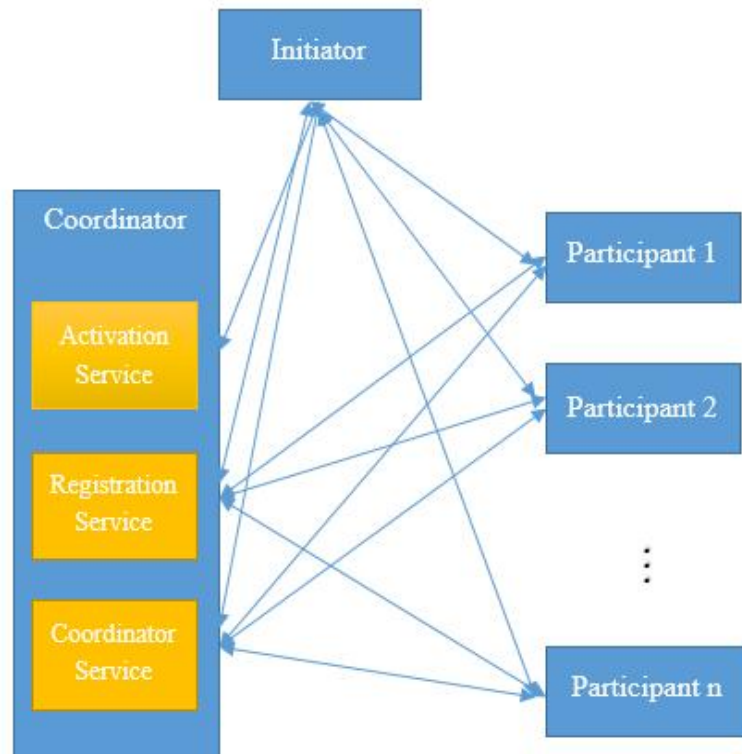 Initiator
Coordinator
Activation
Service
Registration
Service
Coordinator
Service
Participant 1
Participant 2
⋮
Participant n